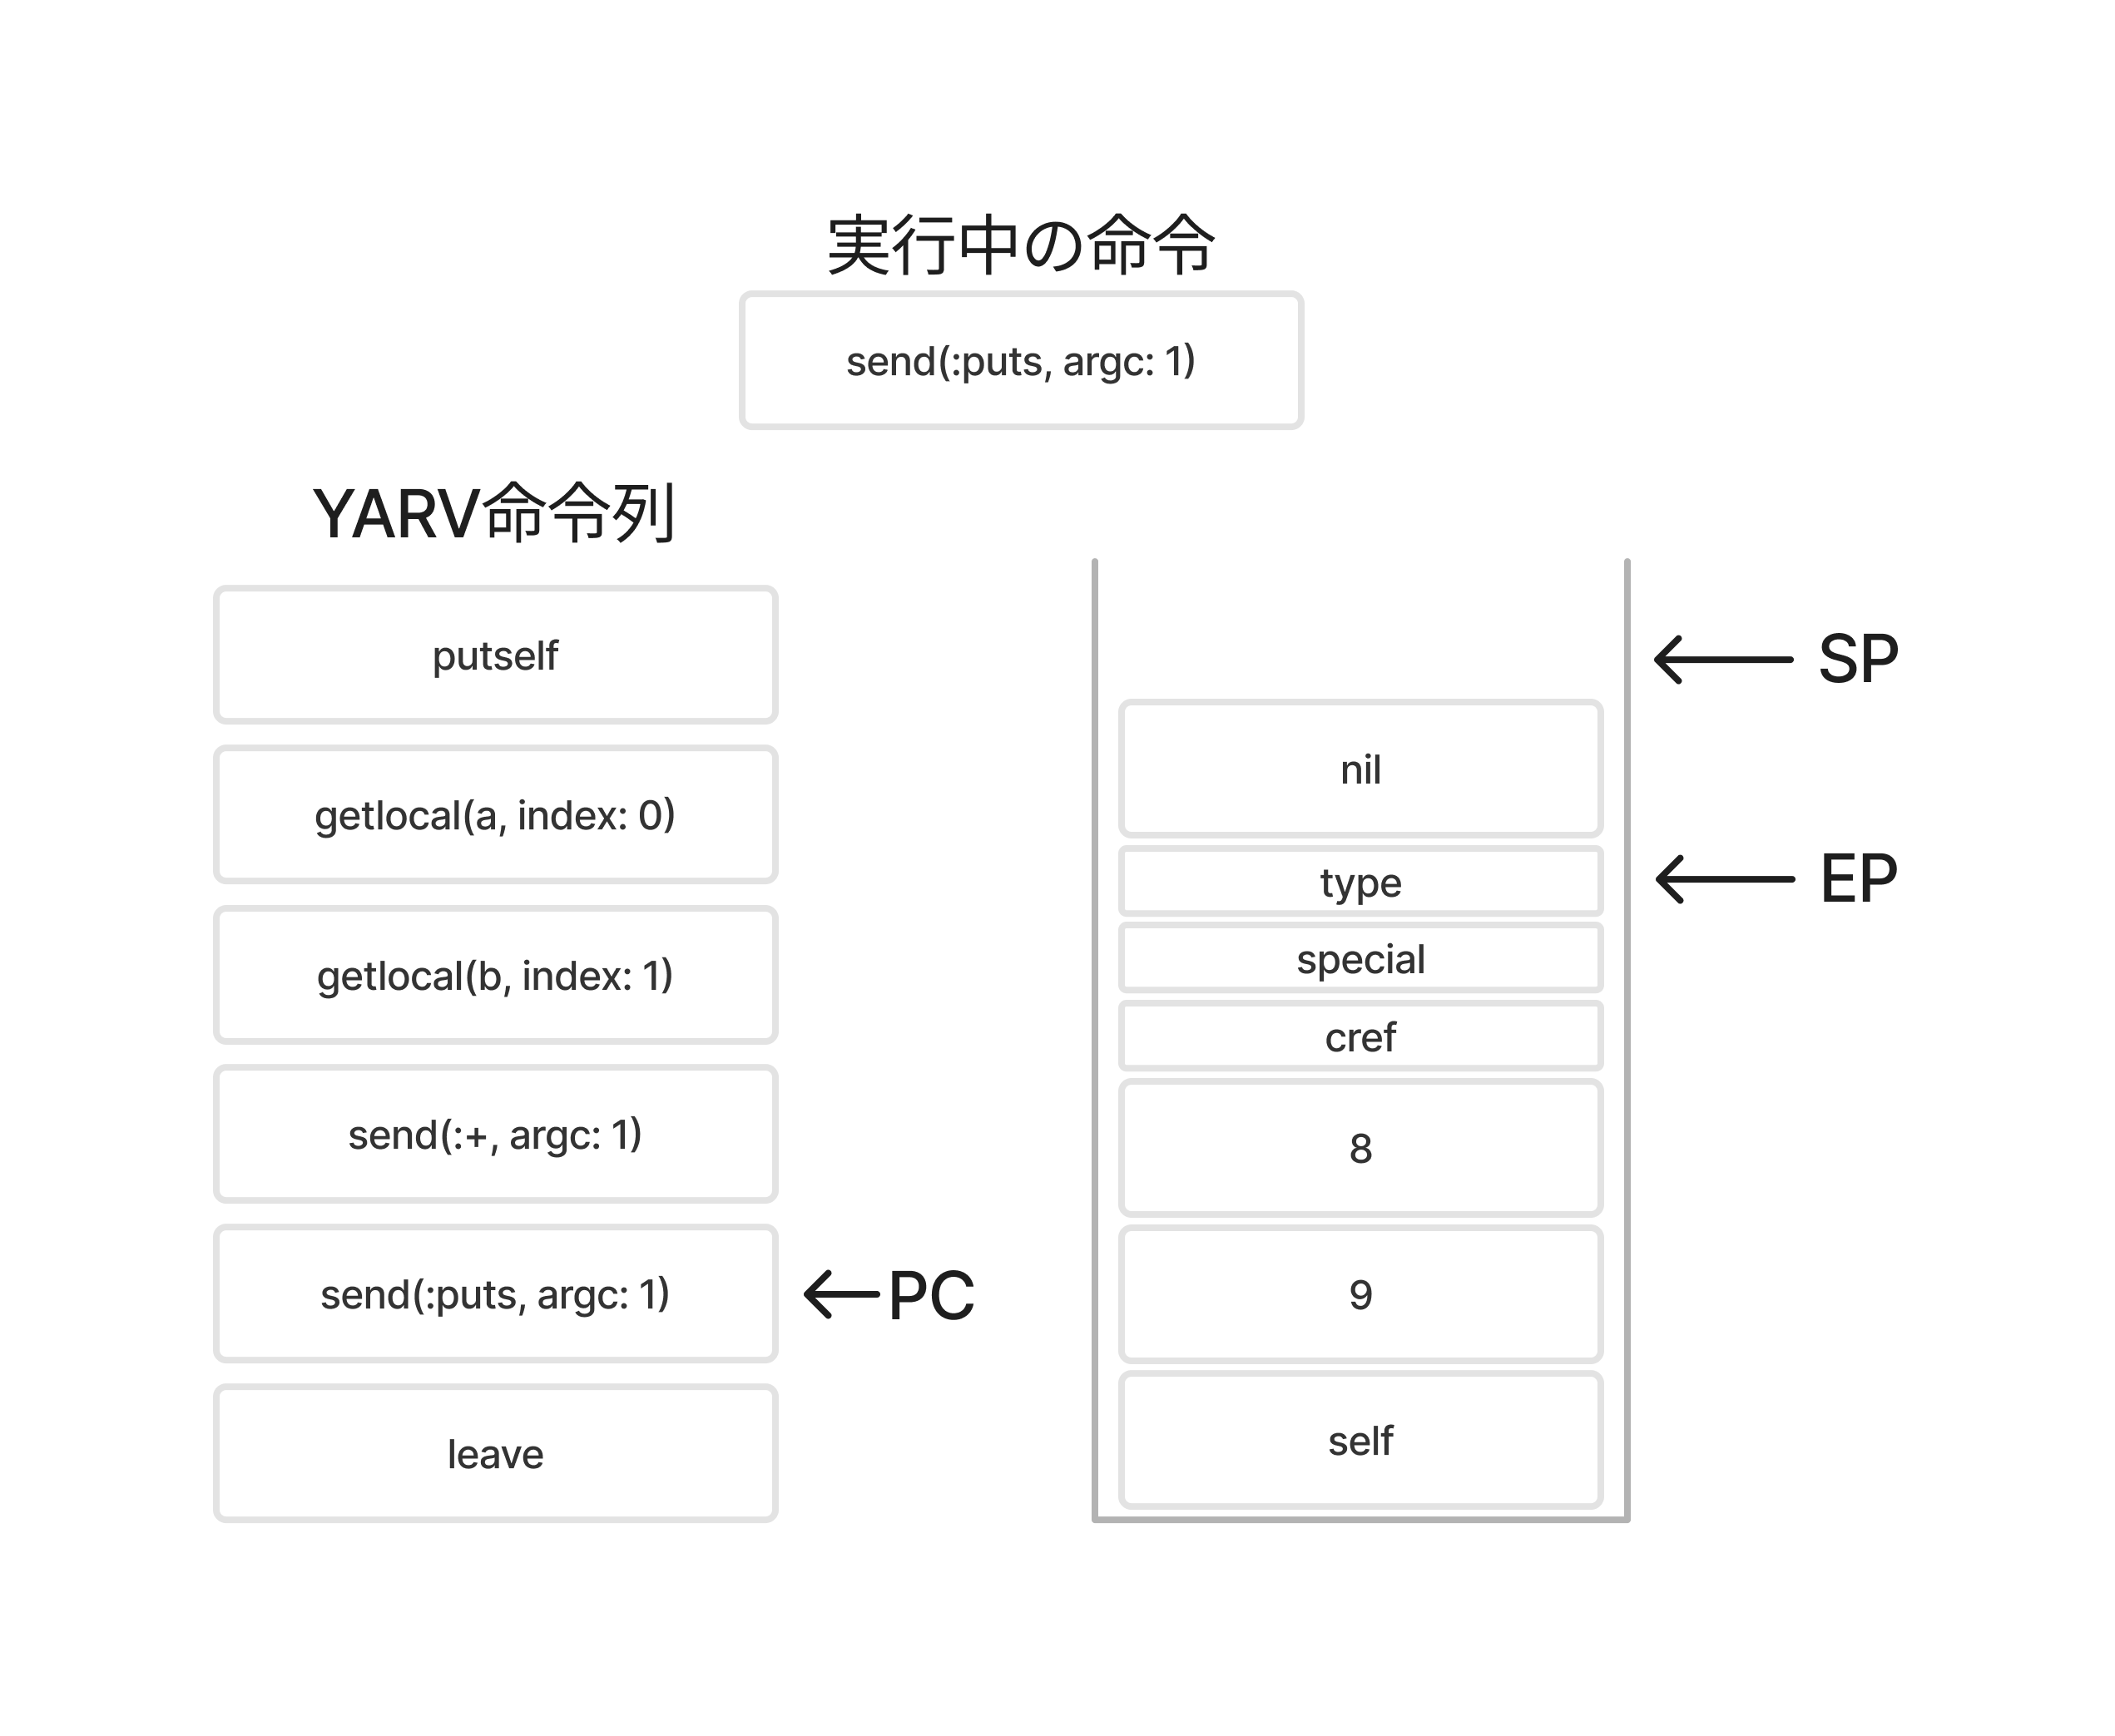 実行中の命令
send(:puts, argc: 1)
YARV命令列
putself
getlocal(a, index: 0)
getlocal(b, index: 1)
send(:+, argc: 1)
send(:puts, argc: 1)
leave
PC
nil
type
special
cref
8
9
self
SP
EP